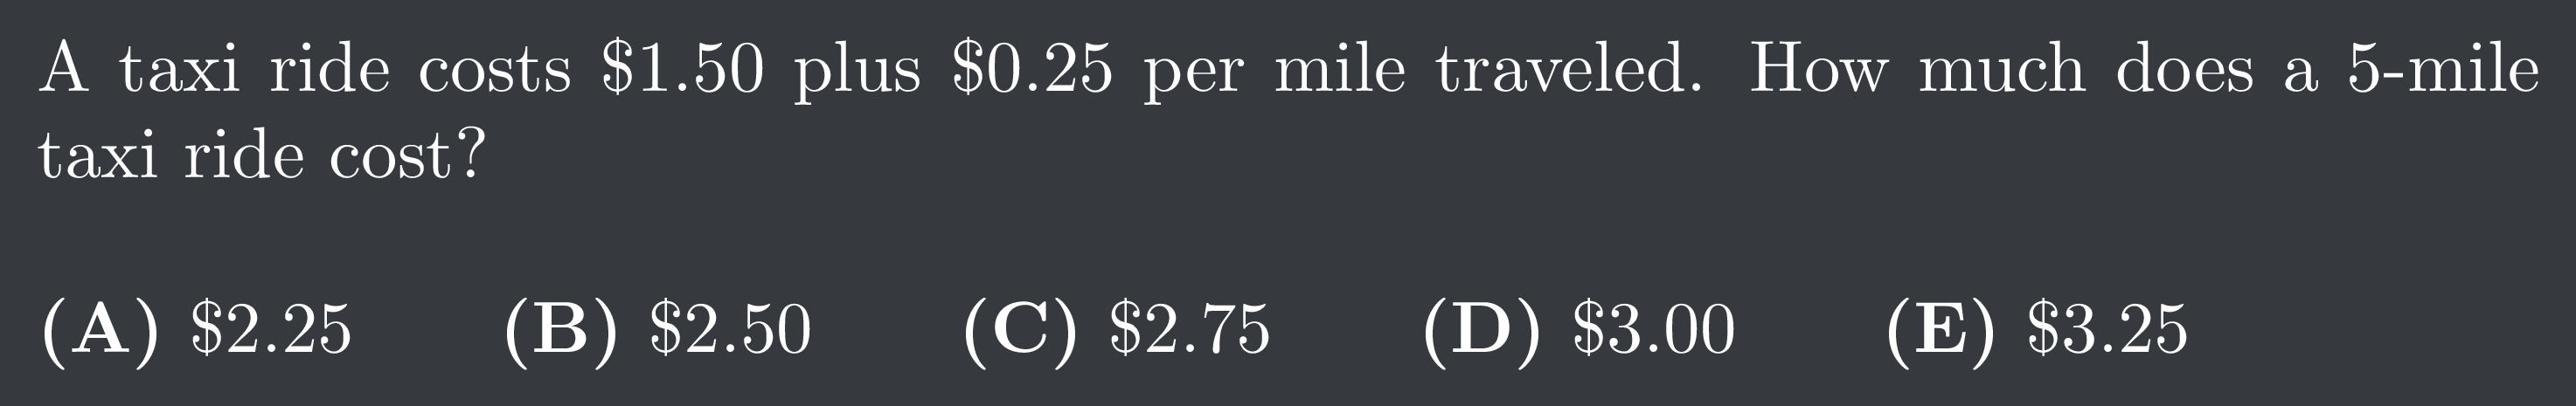 A taxi ride costs $1.50 plus $0.25 per mile traveled. How much does a 5-mile
taxi ride cost?
(A) $2.25 (B) $2.50 (C) $2.75 (D) $3.00 (E) $3.25